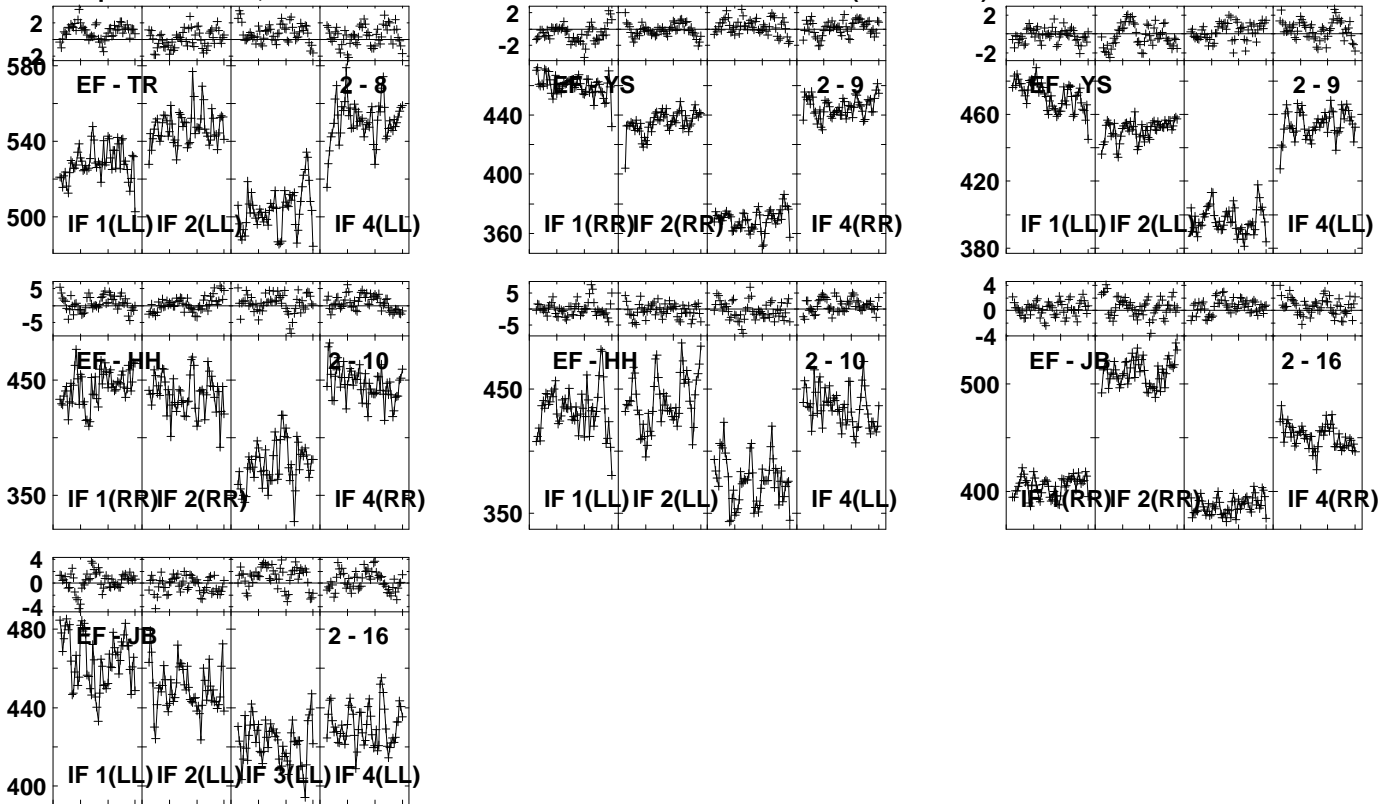 2
2
2
-2
-2
-2
580
EF - TR
2 - 8
EF - YS
2 - 9
EF - YS
2 - 9
540
440
460
500
400
420
360
380
IF 1(LL)
IF 2(LL)
IF 4(LL)
IF 1(RR)
IF 2(RR)
IF 4(RR)
IF 1(LL)
IF 2(LL)
IF 4(LL)
5
5
4
-5
-5
0
-4
EF - HH
2 - 10
EF - HH
2 - 10
EF - JB
2 - 16
450
450
500
350
350
400
IF 1(RR)
IF 2(RR)
IF 4(RR)
IF 1(LL)
IF 2(LL)
IF 4(LL)
IF 1(RR)
IF 2(RR)
IF 4(RR)
4
0
-4
EF - JB
2 - 16
480
440
400
IF 1(LL)
IF 2(LL)
IF 3(LL)
IF 4(LL)